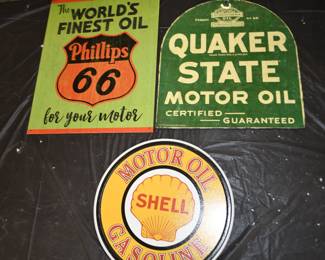 The WORLD'S
FINEST OIL
Phillips
66
for your motor
QUAKER
STATE
MOTOR OIL
CERTIFIED
GUARANTEED
MOTOR OIL
SHELL
GASOLINE